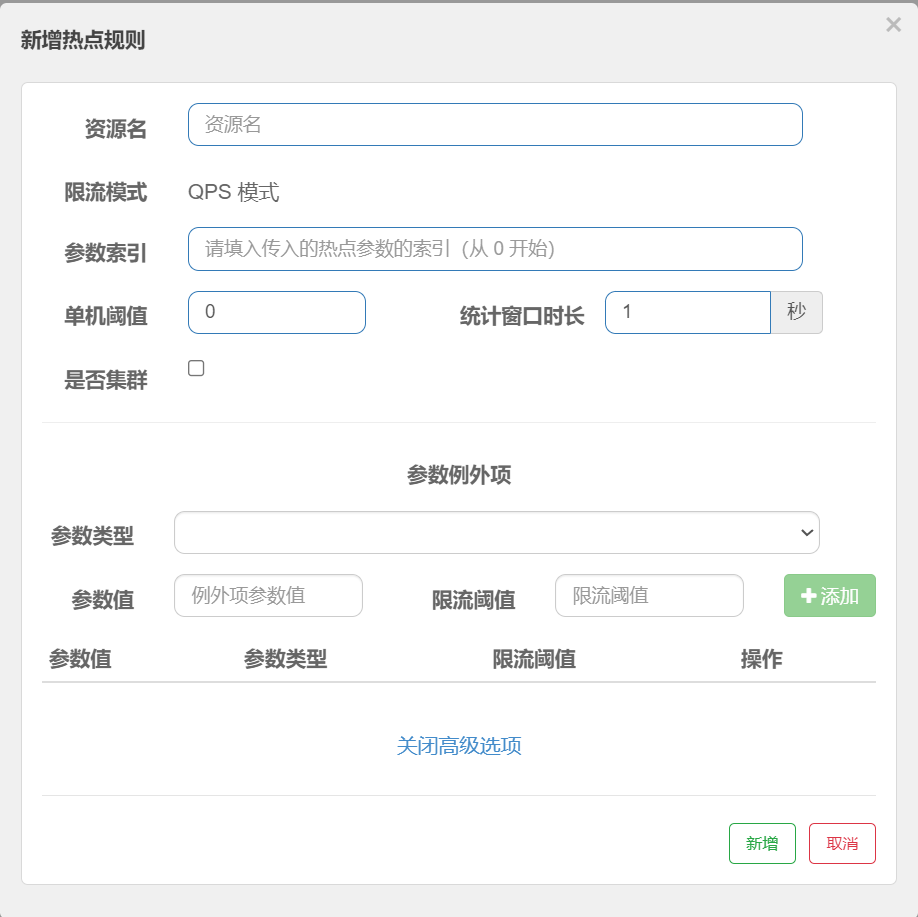 新增热点规则 ×
资源名 资源名
限流模式 QPS 模式
参数索引 请填入传入的热点参数的索引（从 0 开始)
单机阈值 0 统计窗口时长 1 秒
是否集群
参数例外项
参数类型
参数值 例外项参数值 限流阈值 限流阈值 添加
参数值 参数类型 限流阈值 操作
关闭高级选项
新增 取消